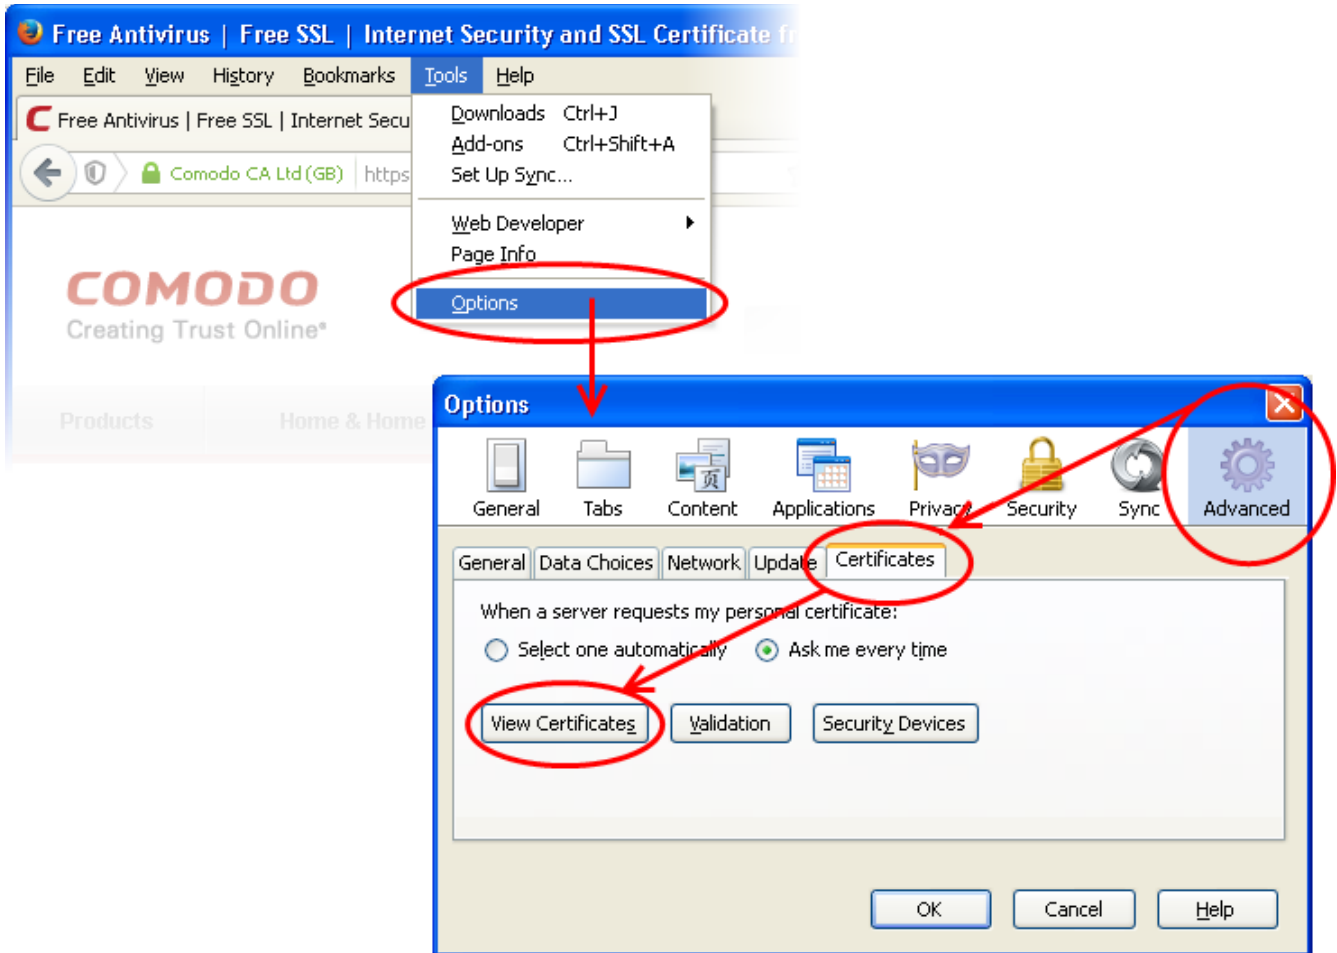 Free Antivirus | Free SSL | Internet Security and SSL Certificate f
File Edit View History Bookmarks Tools Help
Free Antivirus | Free SSL | Internet Secu
Comodo CA Ltd (GB) https
Downloads Ctrl+J
Add-ons Ctrl+Shift+A
Set Up Sync...
Web Developer
Page Info
Options
COMODO
Creating Trust Online®
Products Home & Home
Options
General Tabs Content Applications Privacy Security Sync Advanced
页
General Data Choices Network Update Certificates
When a server requests my personal certificate:
Select one automatically Ask me every time
View Certificates Validation Security Devices
OK Cancel Help